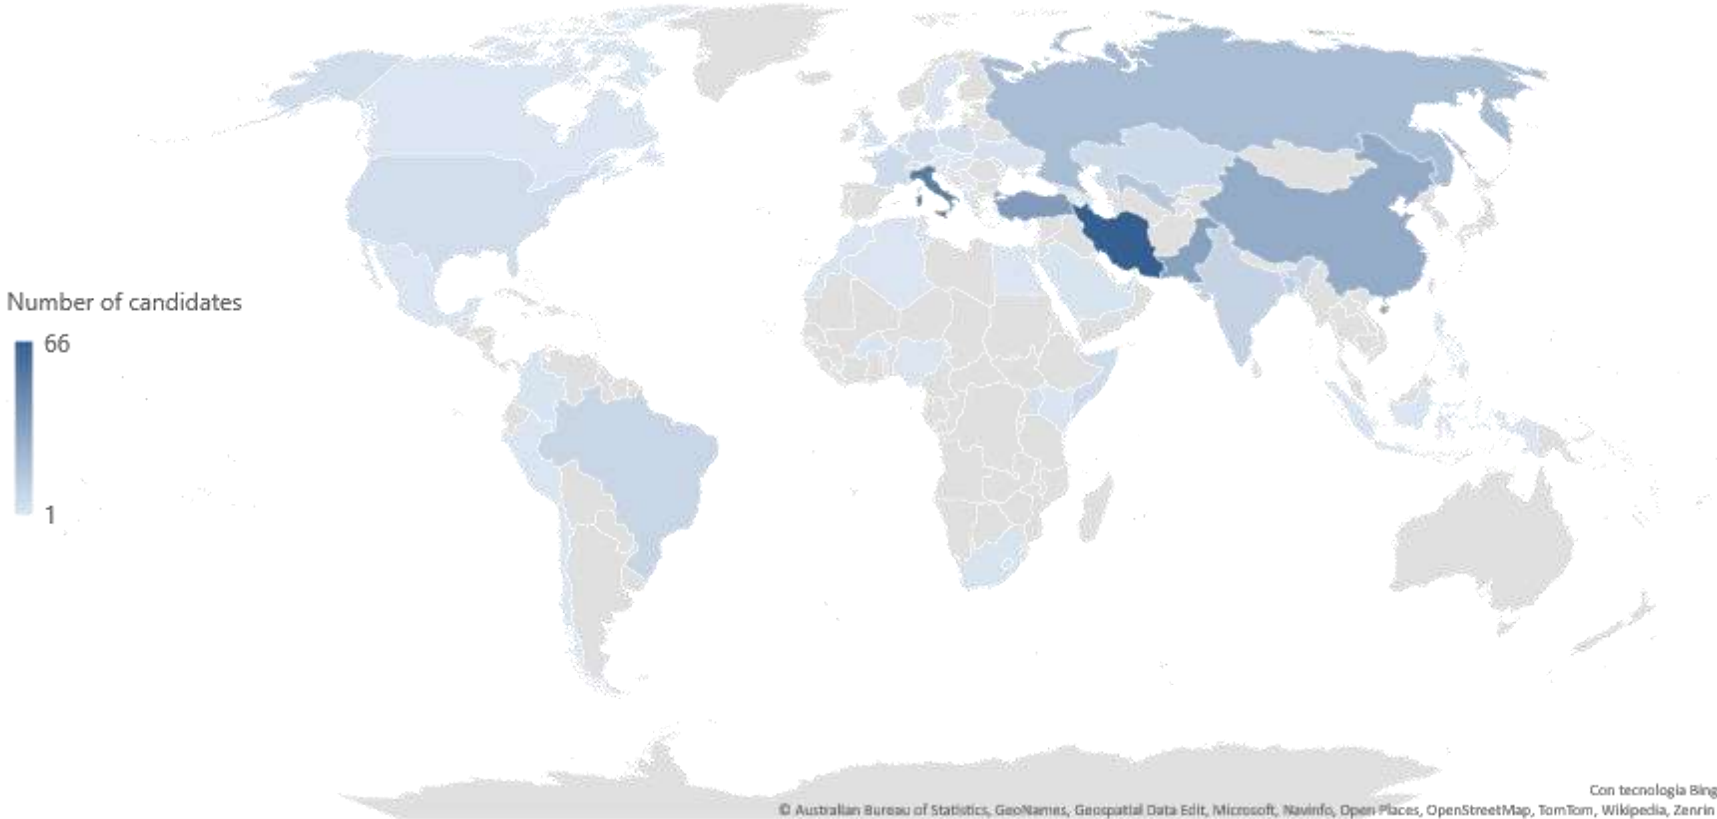 Number of candidates
66
1
Con tecnologia Bing
© Australian Bureau of Statistics, GeoNames, Geospatial Data Edit, Microsoft, Navinfo, Open Places, OpenStreetMap, TomTom, Wikipedia, Zenrin